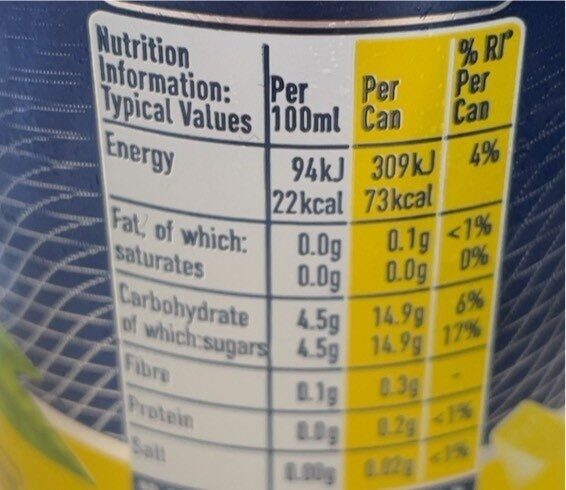 Nutrition
Information:
Typical Values
Per
100ml
Per
Can
% RI*
Per
Can
Energy 94kJ 309kJ 4%
22kcal 73kcal
Fat, of which: 0.0g 0.1g <1%
saturates 0.0g 0.0g 0%
Carbohydrate 4.5g 14.9g 6%
of which:sugars 4.5g 14.9g 17%
Fibre 0.1g 0.3g -
Protein 0.2g <1%
Salt 0.02g <1%